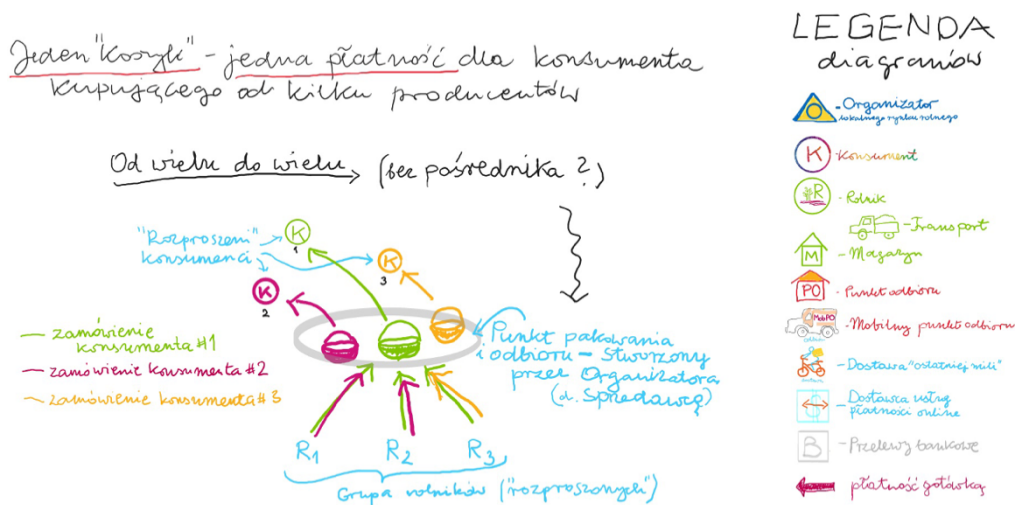 Jeden "koszyk" - jedna płatność dla konsumenta
kupującego od kilku producentów
Od wielu do wielu
(bez pośrednika ?)
"Rozproszeni"
konsumenci
K
1
K
3
K
2
zamówienie
konsumenta #1
zamówienie konsumenta #2
zamówienie konsumenta #3
Punkt pakowania
i odbioru - stworzony
przez Organizatora
Sprzedawcę)
R1
R2
R3
Grupa rolników ("rozproszonych")
LEGENDA
diagramów
- Organizator
lokalnego rynku rolnego
K - Konsument
R - Rolnik
- Transport
M - Magazyn
PO - Punkt odbioru
MobPO - Mobilny punkt odbioru
- Dostawa "ostatniej mili"
$ - Dostawca usług
płatności online
B - Przelewy bankowe
płatność gotówką